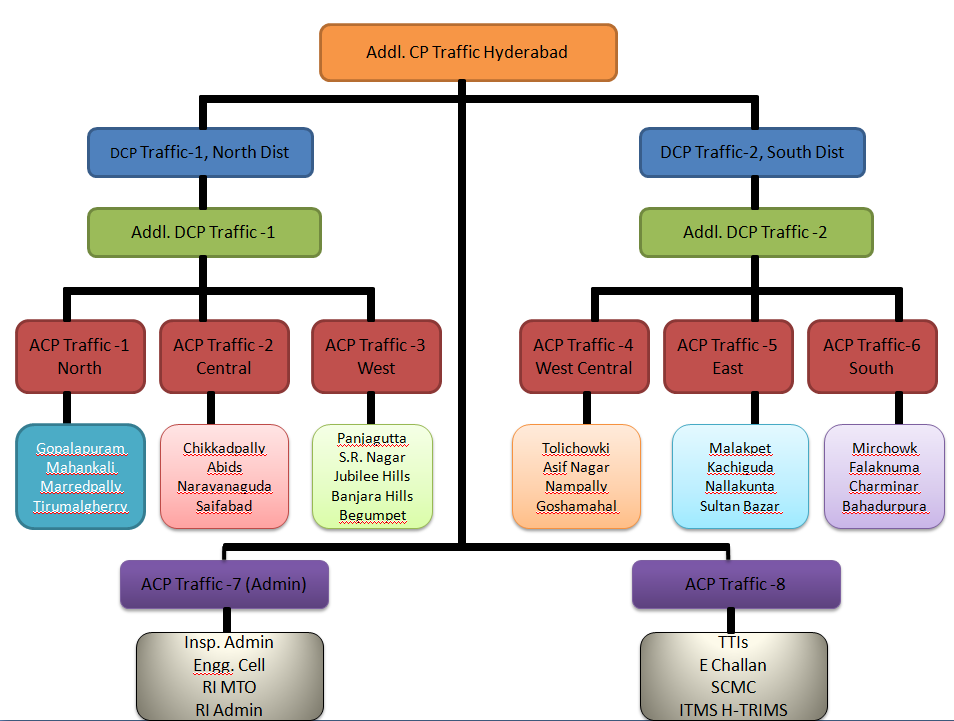 Addl. CP Traffic Hyderabad
DCP Traffic-1, North Dist
DCP Traffic-2, South Dist
Addl. DCP Traffic -1
Addl. DCP Traffic -2
ACP Traffic -1
North
ACP Traffic -2
Central
ACP Traffic -3
West
ACP Traffic -4
West Central
ACP Traffic -5
East
ACP Traffic-6
South
Gopalapuram
Mahankali
Marredpally
Tirumalgherry
Chikkadpally
Abids
Naravanaguda
Saifabad
Panjagutta
S.R. Nagar
Jubilee Hills
Banjara Hills
Begumpet
Tolichowki
Asif Nagar
Nampally
Goshamahal
Malakpet
Kachiguda
Nallakunta
Sultan Bazar
Mirchowk
Falaknuma
Charminar
Bahadurpura
ACP Traffic -7 (Admin)
ACP Traffic -8
Insp. Admin
Engg. Cell
RI MTO
RI Admin
TTIs
E Challan
SCMC
ITMS H-TRIMS